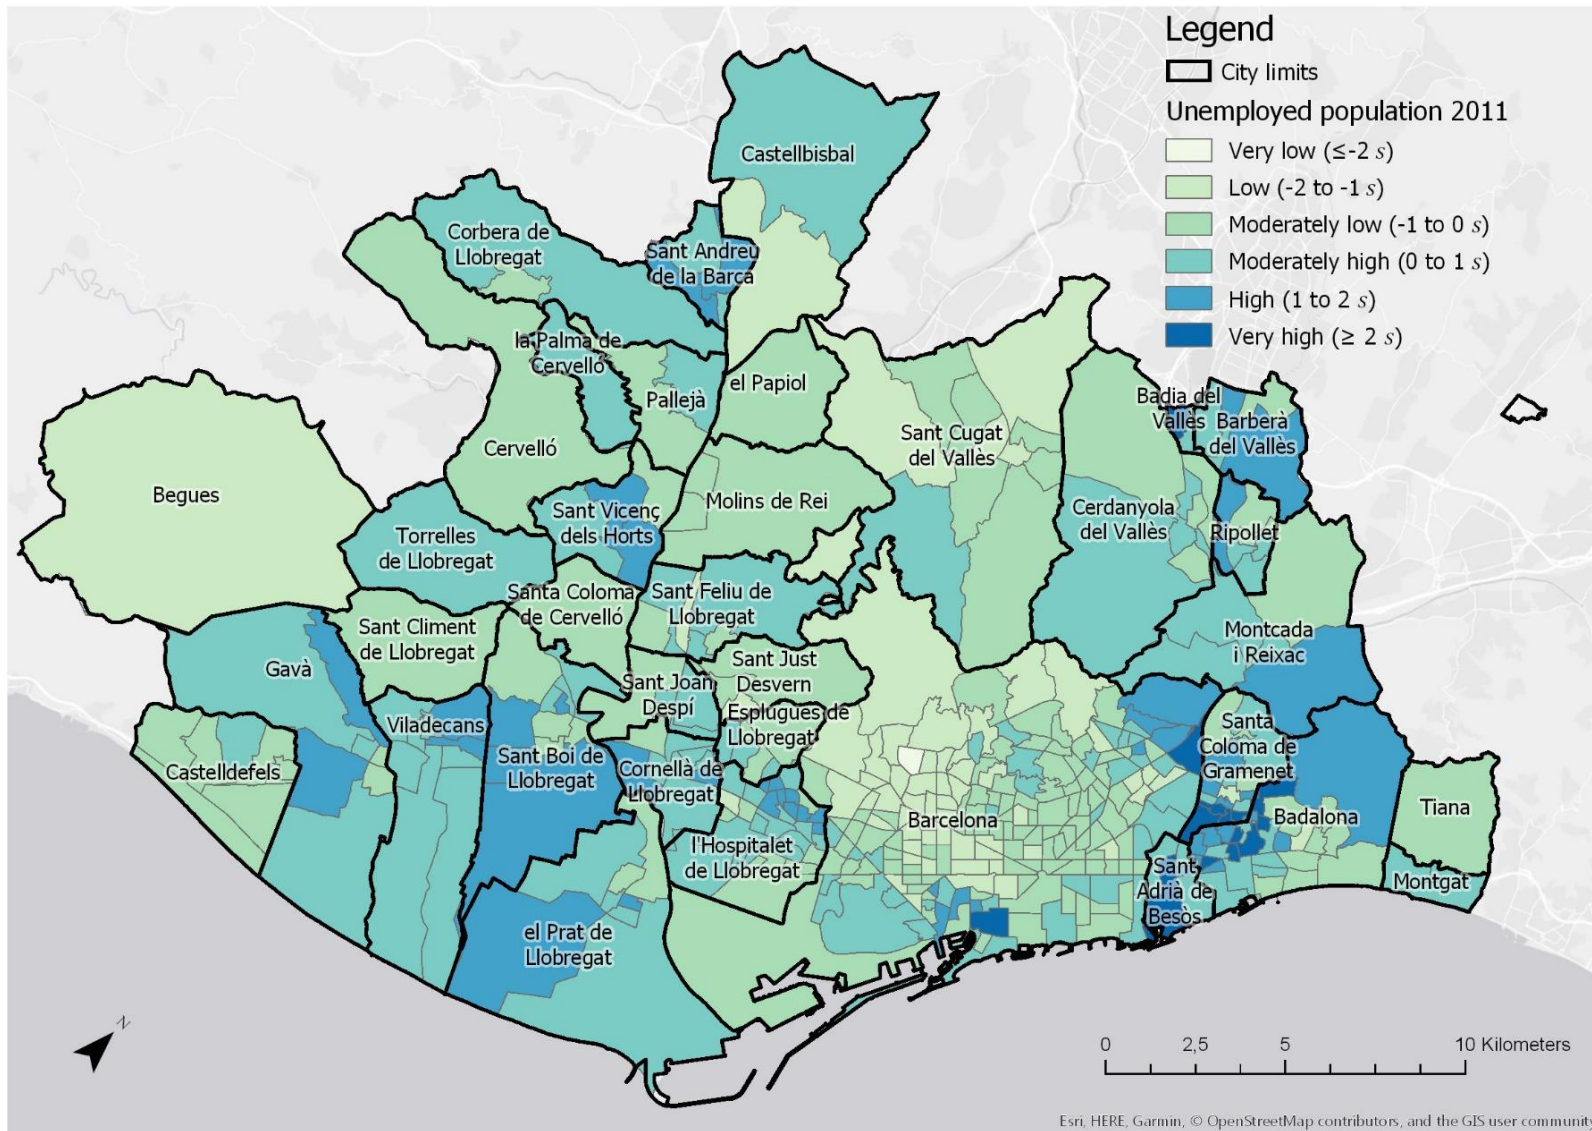 Legend
City limits
Unemployed population 2011
Very low (≤-2 s)
Low (-2 to -1 s)
Moderately low (-1 to 0 s)
Moderately high (0 to 1 s)
High (1 to 2 s)
Very high (≥ 2 s)
Castellbisbal
Corbera de
Llobregat
Sant Andreu
de la Barca
la Palma de
Cervelló
Pallejà
el Papiol
Badia del
Vallès
Barberà
del Vallès
Sant Cugat
del Vallès
Cervelló
Begues
Molins de Rei
Sant Vicenç
dels Horts
Cerdanyola
del Vallès
Ripollet
Torrelles
de Llobregat
Santa Coloma
de Cervelló
Sant Feliu de
Llobregat
Sant Climent
de Llobregat
Montcada
i Reixac
Gavà
Sant Just
Desvern
Sant Joan
Despí
Esplugues de
Llobregat
Viladecans
Santa
Coloma de
Gramenet
Sant Boi de
Llobregat
Castelldefels
Cornellà de
Llobregat
Barcelona
Badalona
Tiana
l'Hospitalet
de Llobregat
Sant
Adrià de
Besòs
Montgat
el Prat de
Llobregat
N
0 2,5 5 10 Kilometers
Esri, HERE, Garmin, © OpenStreetMap contributors, and the GIS user community